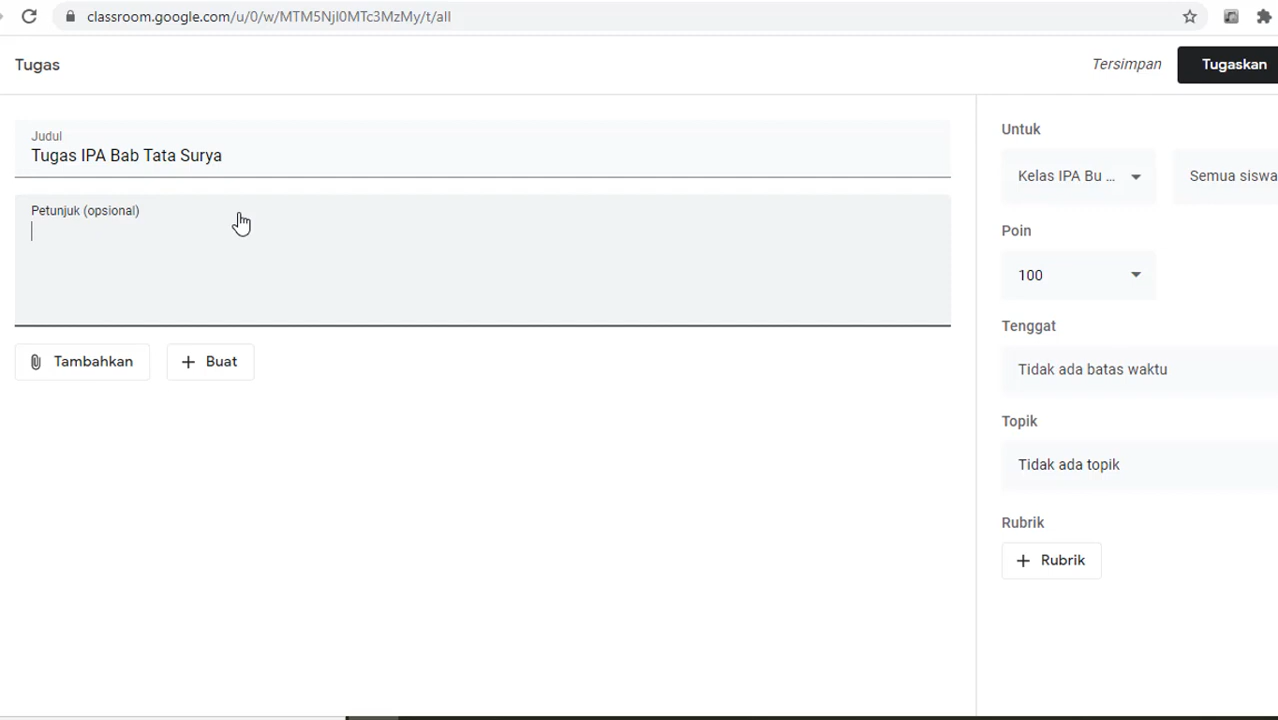 classroom.google.com/u/0/w/MTM5NjI0MTc3MzMy/t/all
Tugas
Tersimpan
Tugaskan
Judul
Tugas IPA Bab Tata Surya
Petunjuk (opsional)
Tambahkan
Buat
Untuk
Kelas IPA Bu ...
Semua siswa
Poin
100
Tenggat
Tidak ada batas waktu
Topik
Tidak ada topik
Rubrik
Rubrik